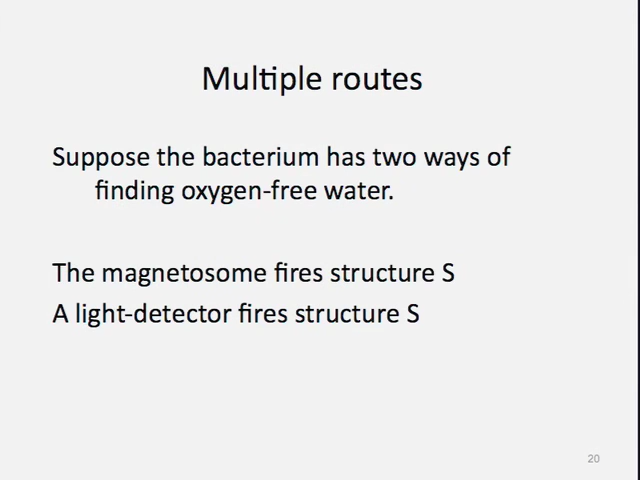 Multiple routes
Suppose the bacterium has two ways of
finding oxygen-free water.
The magnetosome fires structure S
A light-detector fires structure S
20